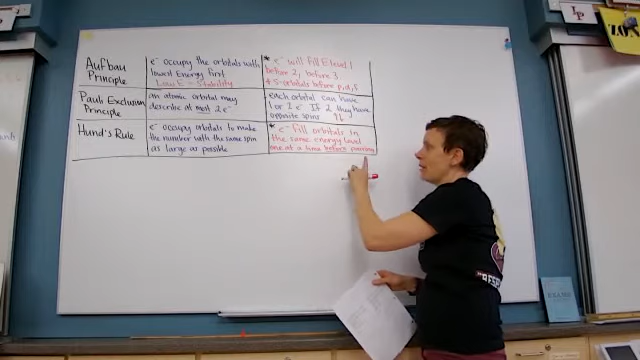 Aufbau
Principle
e⁻ occupy the orbitals with
lowest Energy first
Low E = Stability
* e⁻ will fill E level 1
before 2, before 3
+ S-orbitals before p, d, f
Pauli Exclusion
Principle
an atomic orbital may
describe at most 2 e⁻
each orbital can have
1 or 2 e⁻ If 2 they have
opposite spins ↑↓
Hund's Rule
e⁻ occupy orbitals to make
the number with the same spin
as large as possible
* e⁻ fill orbitals in
the same energy level
one at a time before pairing
IP
ZON